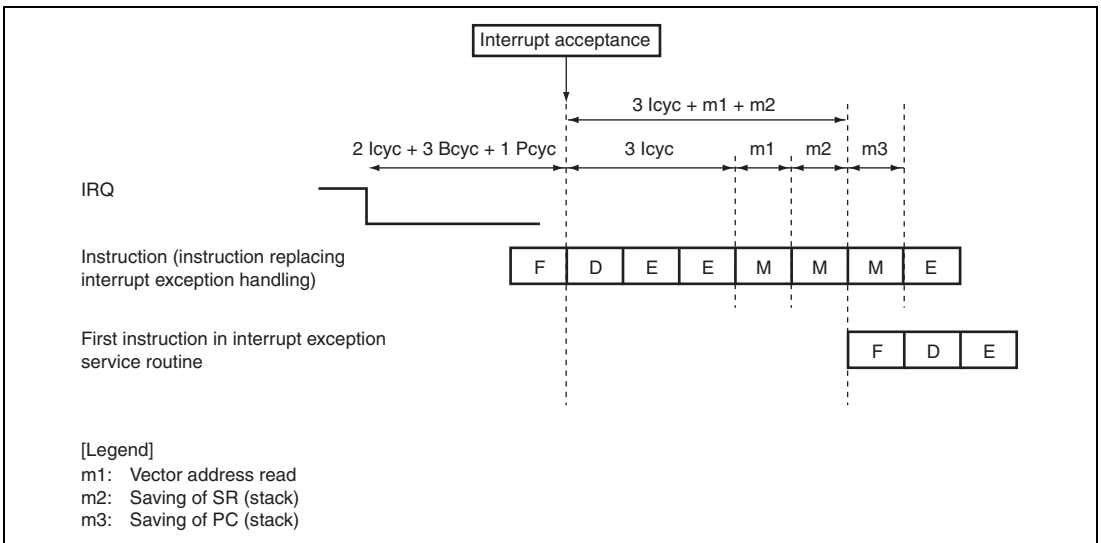 Interrupt acceptance
3 Icyc + m1 + m2
2 Icyc + 3 Bcyc + 1 Pcyc 3 Icyc m1 m2 m3
IRQ
Instruction (instruction replacing
interrupt exception handling)
F D E E M M M E
First instruction in interrupt exception
service routine
F D E
[Legend]
m1: Vector address read
m2: Saving of SR (stack)
m3: Saving of PC (stack)